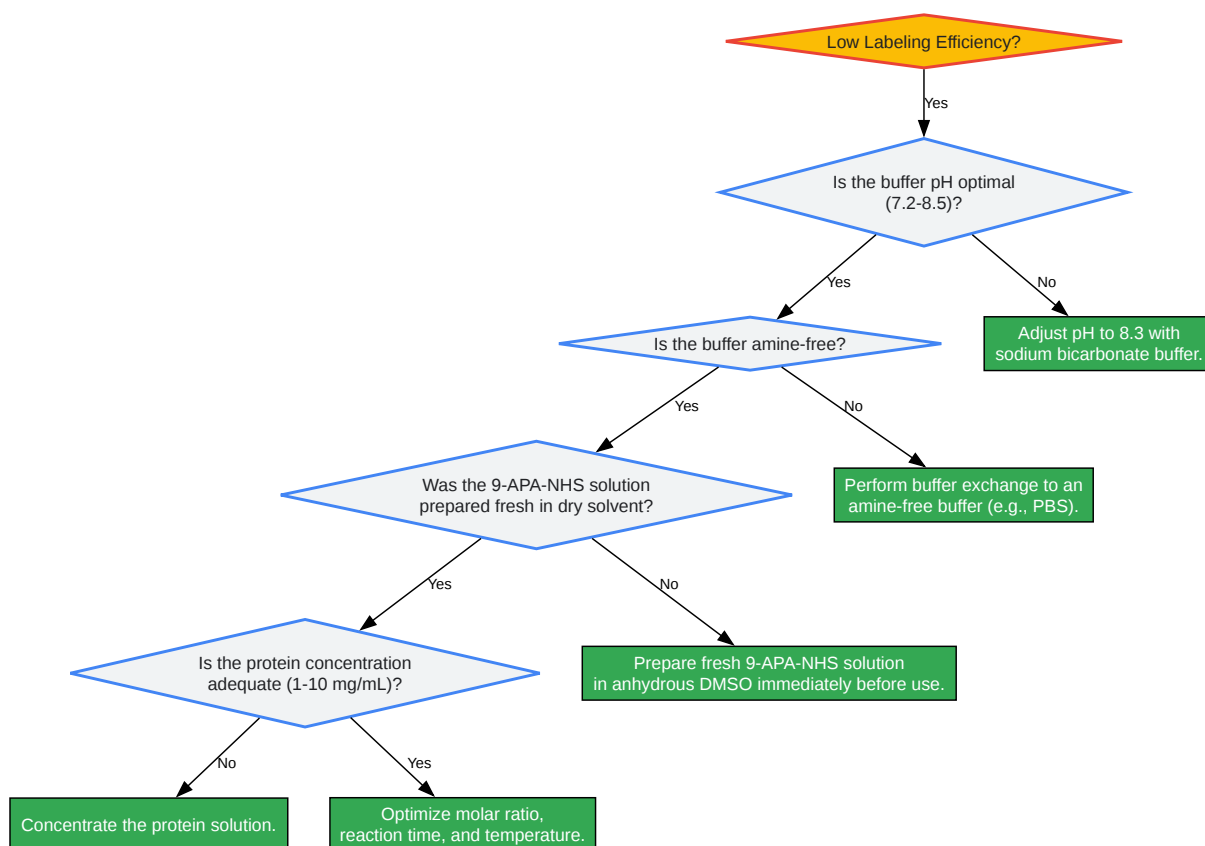 Low Labeling Efficiency?
Yes
Is the buffer pH optimal
(7.2-8.5)?
Yes
No
Is the buffer amine-free?
Adjust pH to 8.3 with
sodium bicarbonate buffer.
Yes
No
Was the 9-APA-NHS solution
prepared fresh in dry solvent?
Perform buffer exchange to an
amine-free buffer (e.g., PBS).
Yes
No
Is the protein concentration
adequate (1-10 mg/mL)?
Prepare fresh 9-APA-NHS solution
in anhydrous DMSO immediately before use.
No
Yes
Concentrate the protein solution.
Optimize molar ratio,
reaction time, and temperature.